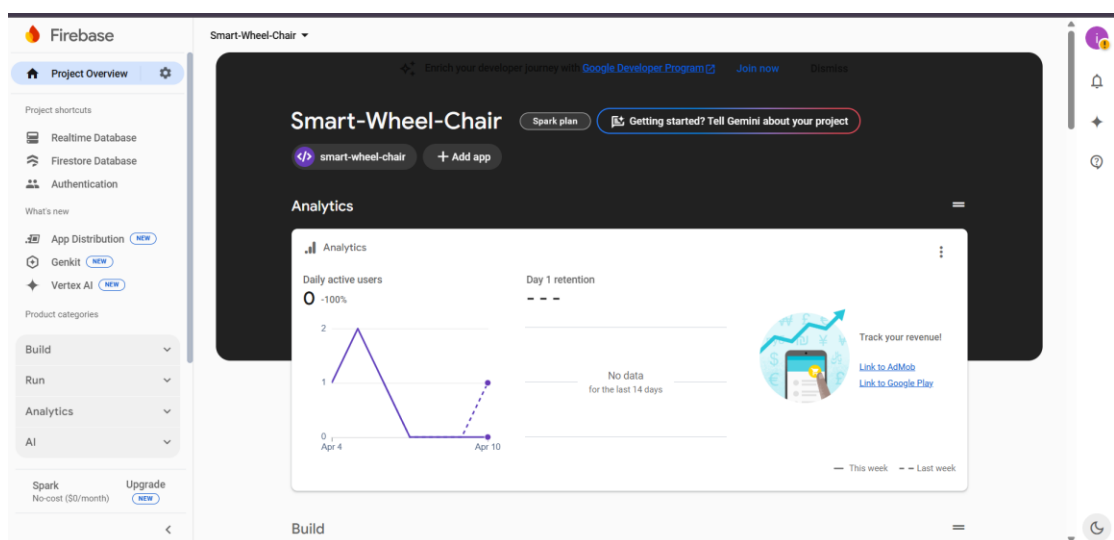 Firebase
Project Overview
Project shortcuts
Realtime Database
Firestore Database
Authentication
What's new
App Distribution NEW
Genkit NEW
Vertex AI NEW
Product categories
Build
Run
Analytics
AI
Spark
No-cost ($0/month)
Upgrade
NEW
Smart-Wheel-Chair
Enrich your developer journey with Google Developer Program Join now Dismiss
Smart-Wheel-Chair Spark plan Getting started? Tell Gemini about your project
smart-wheel-chair + Add app
Analytics
Analytics
Daily active users
0 -100%
2
1
0
Apr 4 Apr 10
Day 1 retention
- - -
No data
for the last 14 days
Track your revenue!
Link to AdMob
Link to Google Play
This week Last week
Build
i